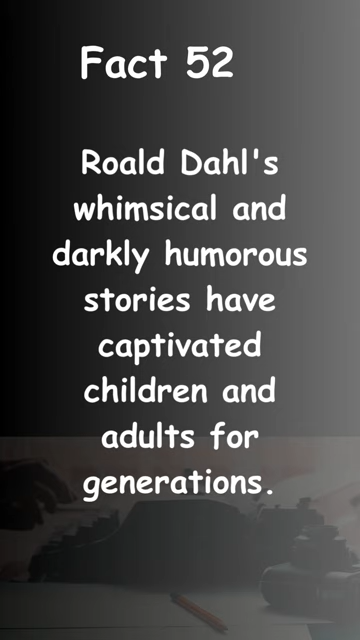 Fact 52
Roald Dahl's
whimsical and
darkly humorous
stories have
captivated
children and
adults for
generations.